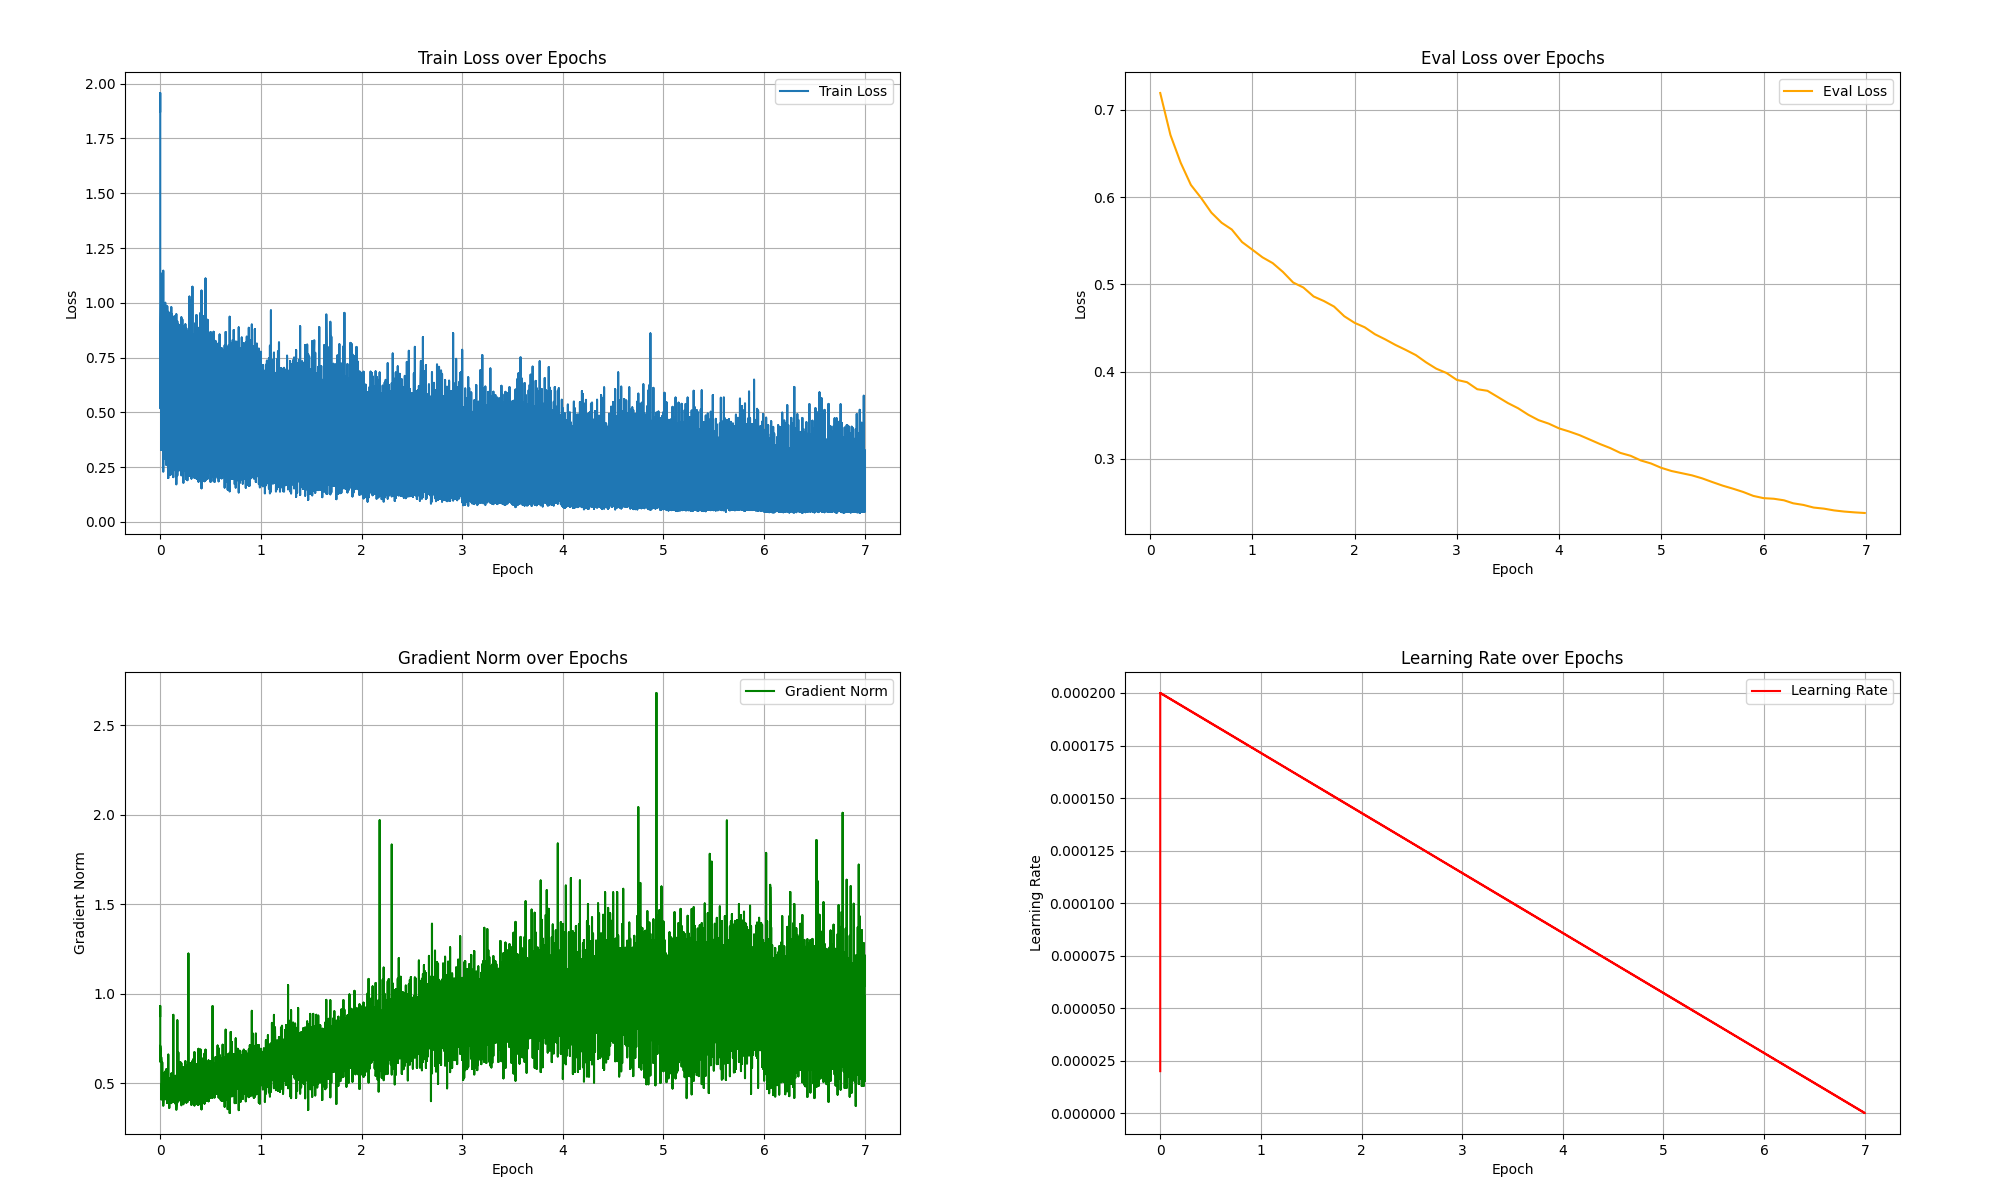 Train Loss over Epochs
2.00
1.75
1.50
1.25
1.00
0.75
0.50
0.25
0.00
Loss
Train Loss
0 1 2 3 4 5 6 7
Epoch
Eval Loss over Epochs
0.7
0.6
0.5
0.4
0.3
Loss
Eval Loss
0 1 2 3 4 5 6 7
Epoch
Gradient Norm over Epochs
2.5
2.0
1.5
1.0
0.5
Gradient Norm
Gradient Norm
0 1 2 3 4 5 6 7
Epoch
Learning Rate over Epochs
0.000200
0.000175
0.000150
0.000125
0.000100
0.000075
0.000050
0.000025
0.000000
Learning Rate
Learning Rate
0 1 2 3 4 5 6 7
Epoch